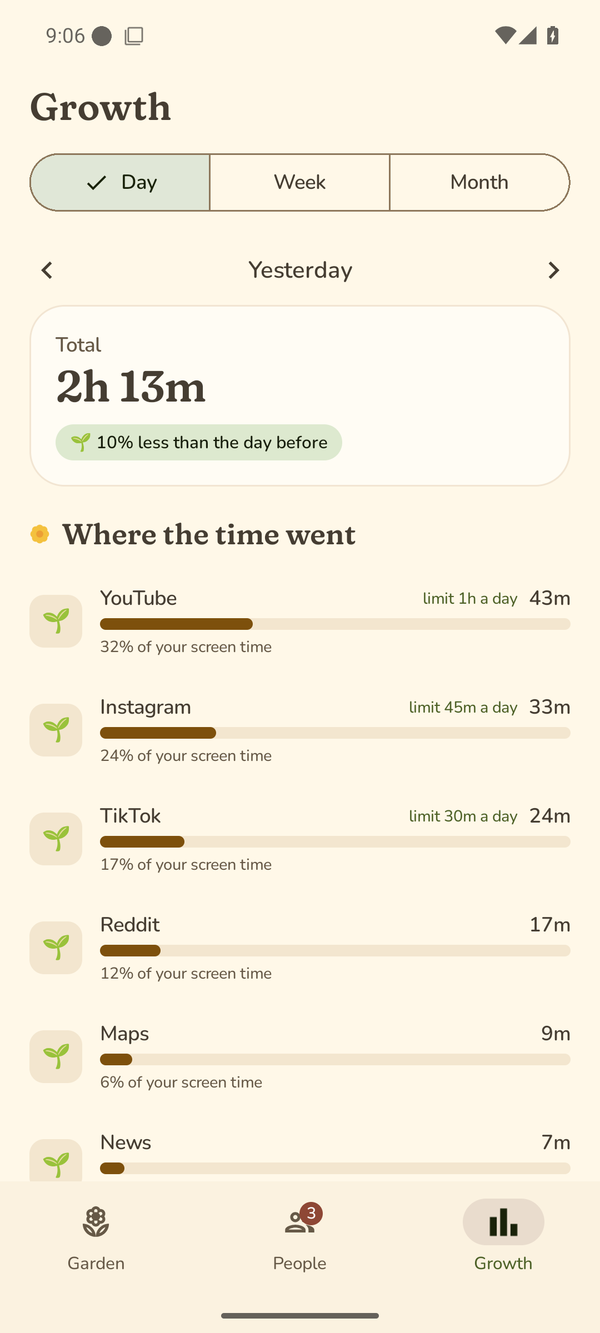 9:06
Growth
Day
Week
Month
Yesterday
Total
2h 13m
10% less than the day before
Where the time went
YouTube limit 1h a day 43m
32% of your screen time
Instagram limit 45m a day 33m
24% of your screen time
TikTok limit 30m a day 24m
17% of your screen time
Reddit 17m
12% of your screen time
Maps 9m
6% of your screen time
News 7m
3
Garden
People
Growth